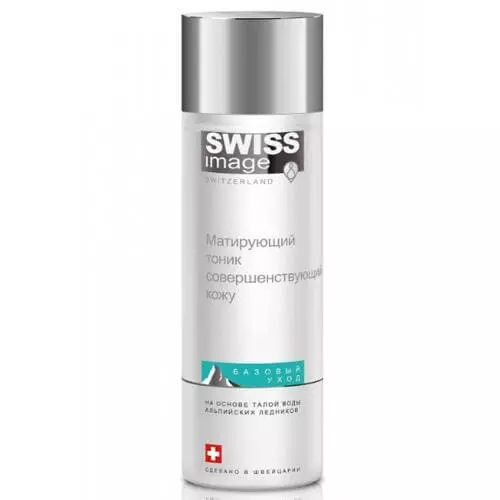 SWISS
image
SWITZERLAND
Матирующий
тоник
совершенствующий
кожу
БАЗОВЫЙ
УХОД
НА ОСНОВЕ ТАЛОЙ ВОДЫ
АЛЬПИЙСКИХ ЛЕДНИКОВ
СДЕЛАНО В ШВЕЙЦАРИИ